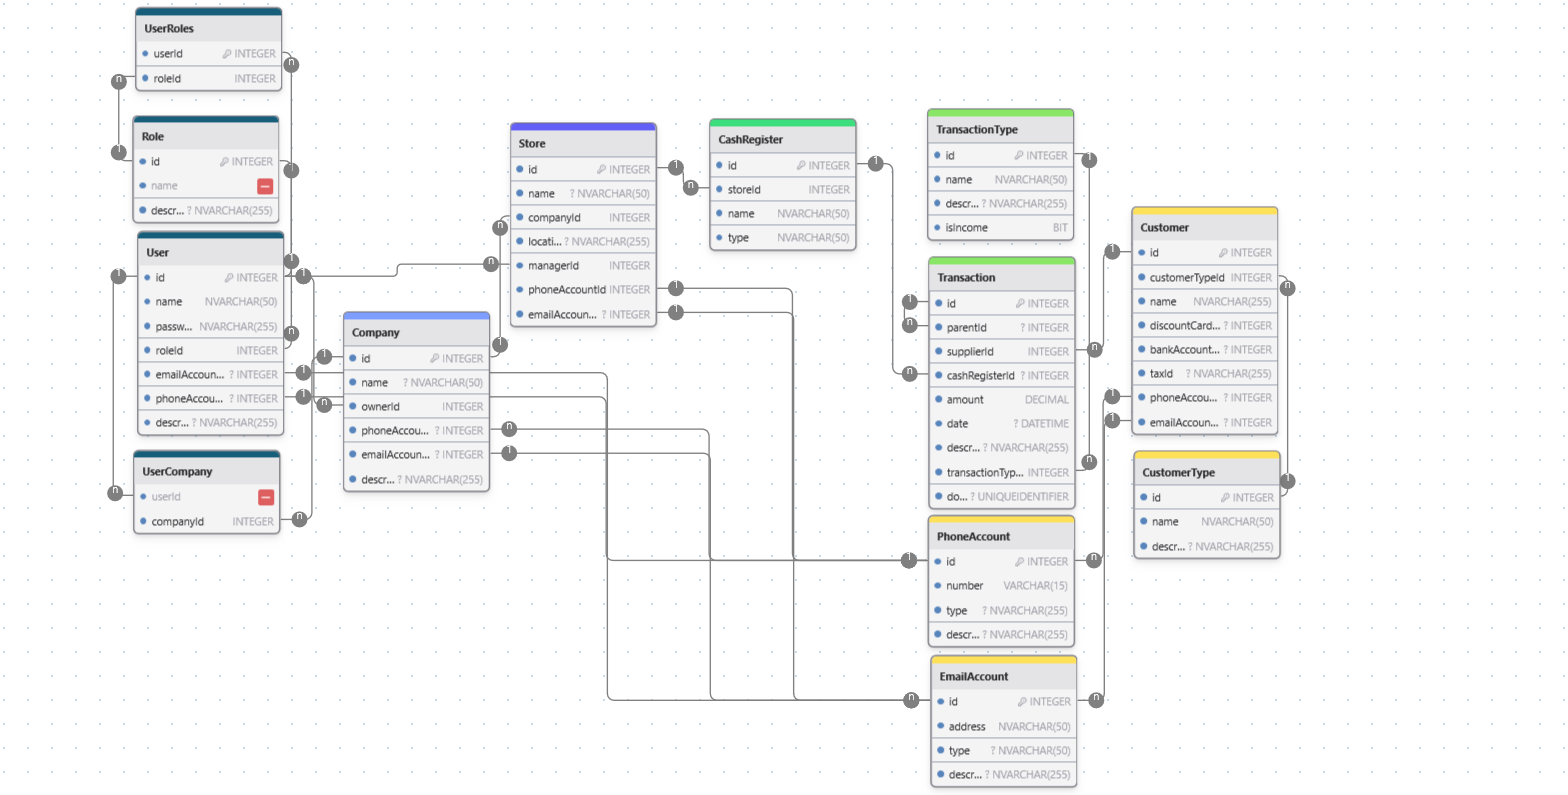 UserRoles
userId INTEGER
roleId INTEGER
Role
id INTEGER
name
descr... ? NVARCHAR(255)
User
id INTEGER
name NVARCHAR(50)
passw... NVARCHAR(255)
roleId INTEGER
emailAccoun... ? INTEGER
phoneAccou... ? INTEGER
descr... ? NVARCHAR(255)
UserCompany
userId
companyId INTEGER
Company
id INTEGER
name ? NVARCHAR(50)
ownerId INTEGER
phoneAccou... ? INTEGER
emailAccoun... ? INTEGER
descr... ? NVARCHAR(255)
Store
id INTEGER
name ? NVARCHAR(50)
companyId INTEGER
locati... ? NVARCHAR(255)
managerId INTEGER
phoneAccountId INTEGER
emailAccoun... ? INTEGER
CashRegister
id INTEGER
storeId INTEGER
name NVARCHAR(50)
type NVARCHAR(50)
TransactionType
id INTEGER
name NVARCHAR(50)
descr... ? NVARCHAR(255)
isIncome BIT
Transaction
id INTEGER
parentId ? INTEGER
supplierId INTEGER
cashRegisterId ? INTEGER
amount DECIMAL
date ? DATETIME
descr... ? NVARCHAR(255)
transactionTyp... INTEGER
do... ? UNIQUEIDENTIFIER
PhoneAccount
id INTEGER
number VARCHAR(15)
type ? NVARCHAR(255)
descr... ? NVARCHAR(255)
EmailAccount
id INTEGER
address NVARCHAR(50)
type ? NVARCHAR(50)
descr... ? NVARCHAR(255)
Customer
id INTEGER
customerTypeId INTEGER
name NVARCHAR(255)
discountCard... ? INTEGER
bankAccount... ? INTEGER
taxId ? NVARCHAR(255)
phoneAccou... ? INTEGER
emailAccoun... ? INTEGER
CustomerType
id INTEGER
name NVARCHAR(50)
descr... ? NVARCHAR(255)